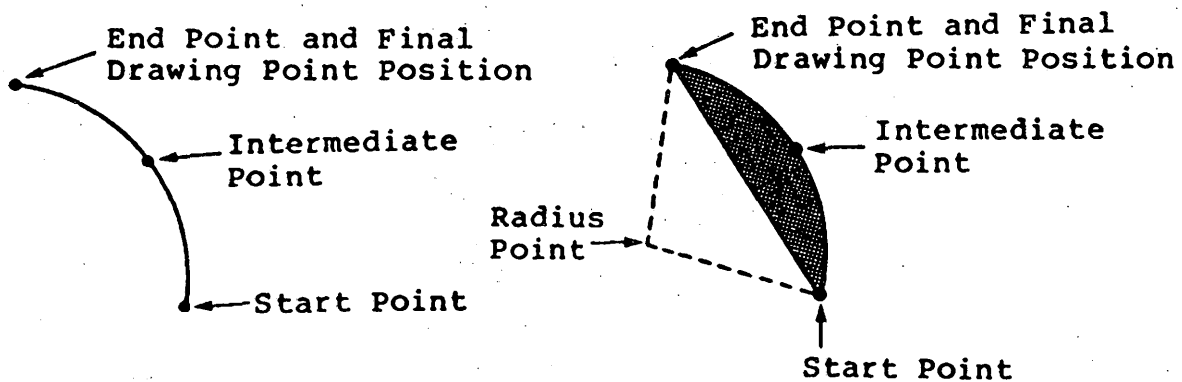 End Point and Final
Drawing Point Position
Intermediate
Point
Start Point
End Point and Final
Drawing Point Position
Intermediate
Point
Radius
Point
Start Point